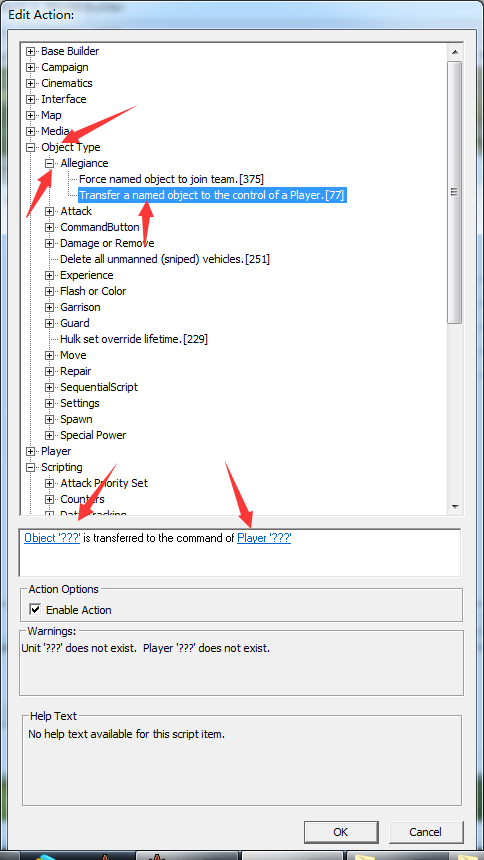 Edit Action:
Base Builder
Campaign
Cinematics
Interface
Map
Media
Object Type
Allegiance
Force named object to join team.[375]
Transfer a named object to the control of a Player.[77]
Attack
CommandButton
Damage or Remove
Delete all unmanned (sniped) vehicles.[251]
Experience
Flash or Color
Garrison
Guard
Hulk set override lifetime.[229]
Move
Repair
SequentialScript
Settings
Spawn
Special Power
Player
Scripting
Attack Priority Set
Counters
Object '???' is transferred to the command of Player '???'
Action Options
Enable Action
Warnings:
Unit '???' does not exist.  Player '???' does not exist.
Help Text
No help text available for this script item.
OK
Cancel